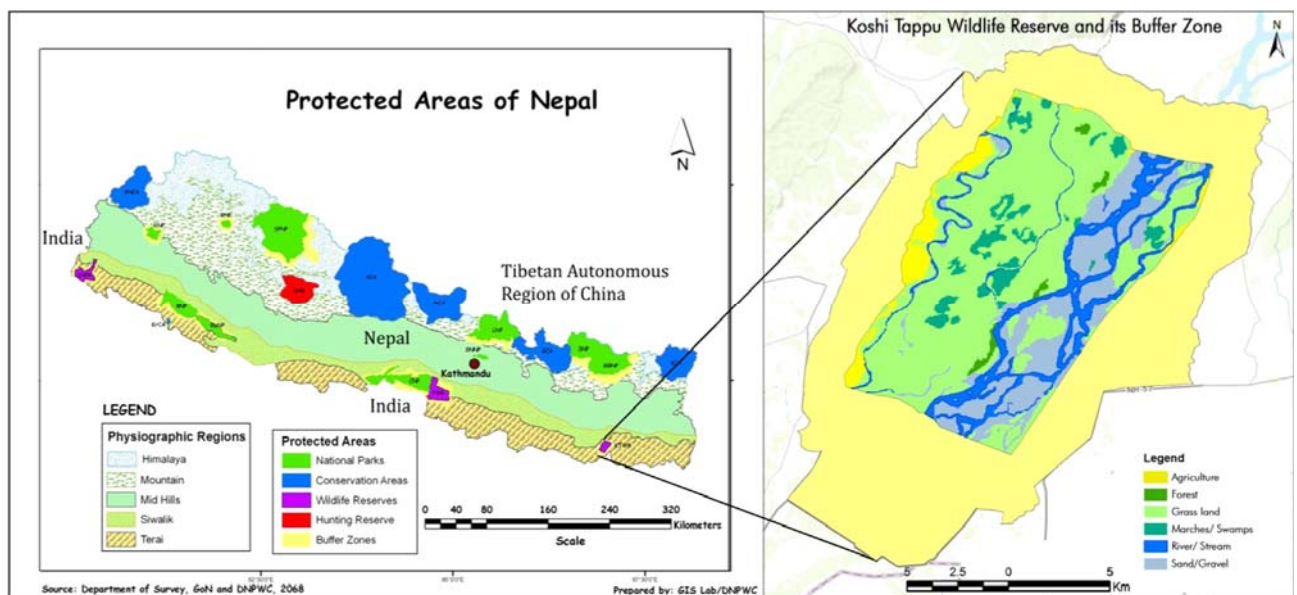 Protected Areas of Nepal
N
India
Tibetan Autonomous
Region of China
Nepal
Kathmandu
India
LEGEND
Physiographic Regions
Himalaya
Mountain
Mid Hills
Siwalik
Terai
Protected Areas
National Parks
Conservation Areas
Wildlife Reserves
Hunting Reserve
Buffer Zones
0 20 40 80 160 240 320
Kilometers
Scale
Source: Department of Survey, GoN and DNPWC, 2068
Prepared by: GIS Lab/DNPWC
Koshi Tappu Wildlife Reserve and its Buffer Zone
N
NH-57
Legend
Agriculture
Forest
Grass land
Marches/ Swamps
River/ Stream
Sand/Gravel
5 2.5 0 5
Km